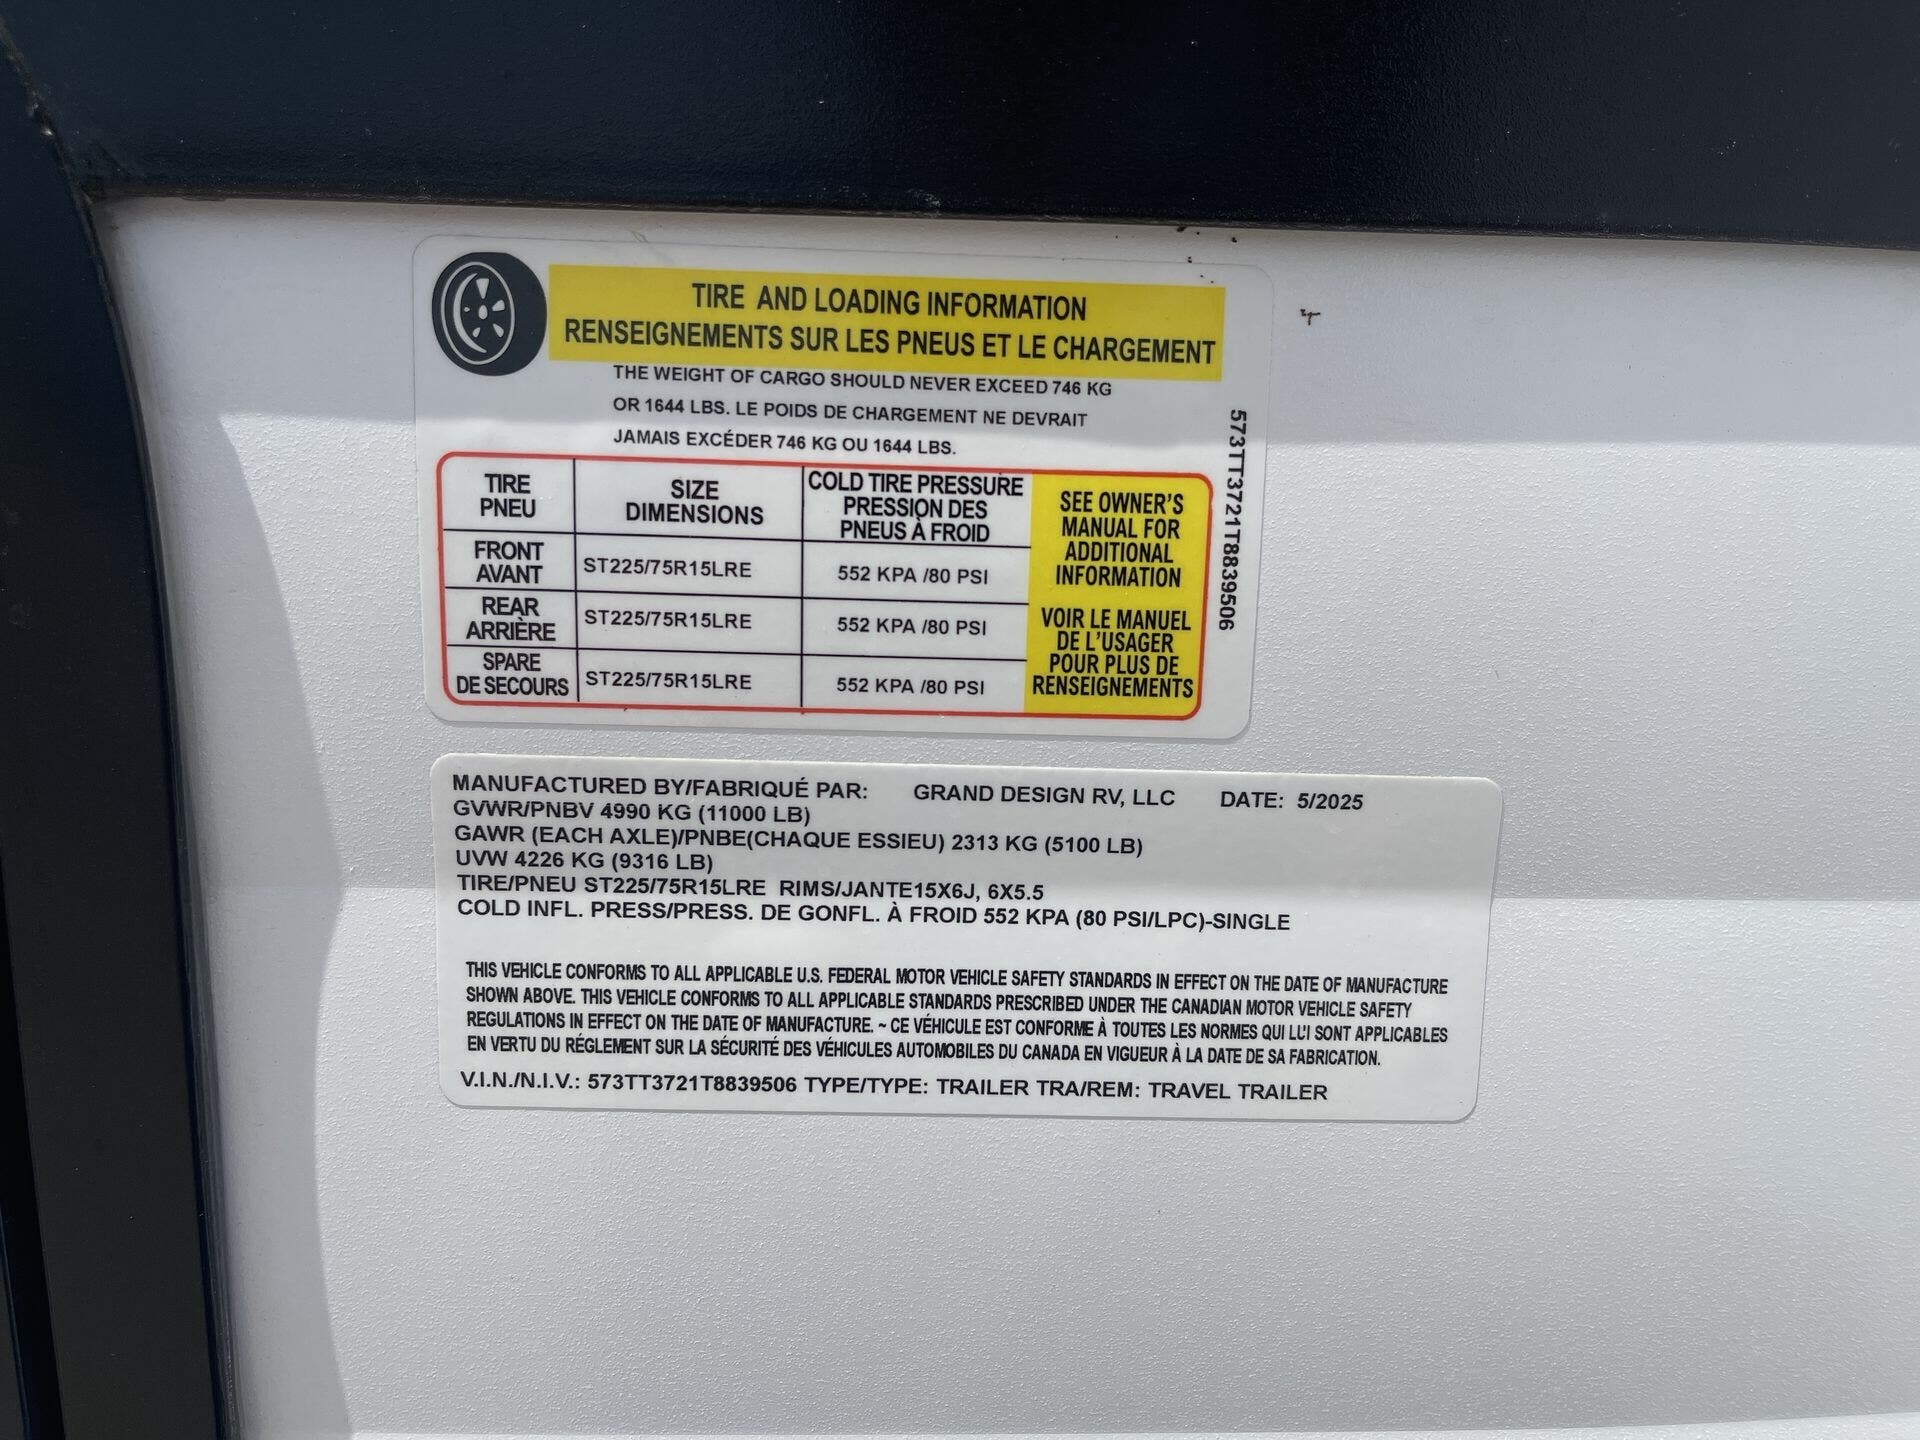 TIRE AND LOADING INFORMATION
RENSEIGNEMENTS SUR LES PNEUS ET LE CHARGEMENT
THE WEIGHT OF CARGO SHOULD NEVER EXCEED 746 KG
OR 1644 LBS. LE POIDS DE CHARGEMENT NE DEVRAIT
JAMAIS EXCÉDER 746 KG OU 1644 LBS.
TIRE
PNEU
SIZE
DIMENSIONS
COLD TIRE PRESSURE
PRESSION DES
PNEUS À FROID
FRONT
AVANT
ST225/75R15LRE
552 KPA /80 PSI
REAR
ARRIÈRE
ST225/75R15LRE
552 KPA /80 PSI
SPARE
DE SECOURS
ST225/75R15LRE
552 KPA /80 PSI
SEE OWNER'S
MANUAL FOR
ADDITIONAL
INFORMATION
VOIR LE MANUEL
DE L'USAGER
POUR PLUS DE
RENSEIGNEMENTS
573TT3721T8839506
MANUFACTURED BY/FABRIQUÉ PAR: GRAND DESIGN RV, LLC DATE: 5/2025
GVWR/PNBV 4990 KG (11000 LB)
GAWR (EACH AXLE)/PNBE(CHAQUE ESSIEU) 2313 KG (5100 LB)
UVW 4226 KG (9316 LB)
TIRE/PNEU ST225/75R15LRE RIMS/JANTE15X6J, 6X5.5
COLD INFL. PRESS/PRESS. DE GONFL. À FROID 552 KPA (80 PSI/LPC)-SINGLE
THIS VEHICLE CONFORMS TO ALL APPLICABLE U.S. FEDERAL MOTOR VEHICLE SAFETY STANDARDS IN EFFECT ON THE DATE OF MANUFACTURE
SHOWN ABOVE. THIS VEHICLE CONFORMS TO ALL APPLICABLE STANDARDS PRESCRIBED UNDER THE CANADIAN MOTOR VEHICLE SAFETY
REGULATIONS IN EFFECT ON THE DATE OF MANUFACTURE. ~ CE VÉHICULE EST CONFORME À TOUTES LES NORMES QUI LU'I SONT APPLICABLES
EN VERTU DU RÉGLEMENT SUR LA SÉCURITÉ DES VÉHICULES AUTOMOBILES DU CANADA EN VIGUEUR À LA DATE DE SA FABRICATION.
V.I.N./N.I.V.: 573TT3721T8839506 TYPE/TYPE: TRAILER TRA/REM: TRAVEL TRAILER